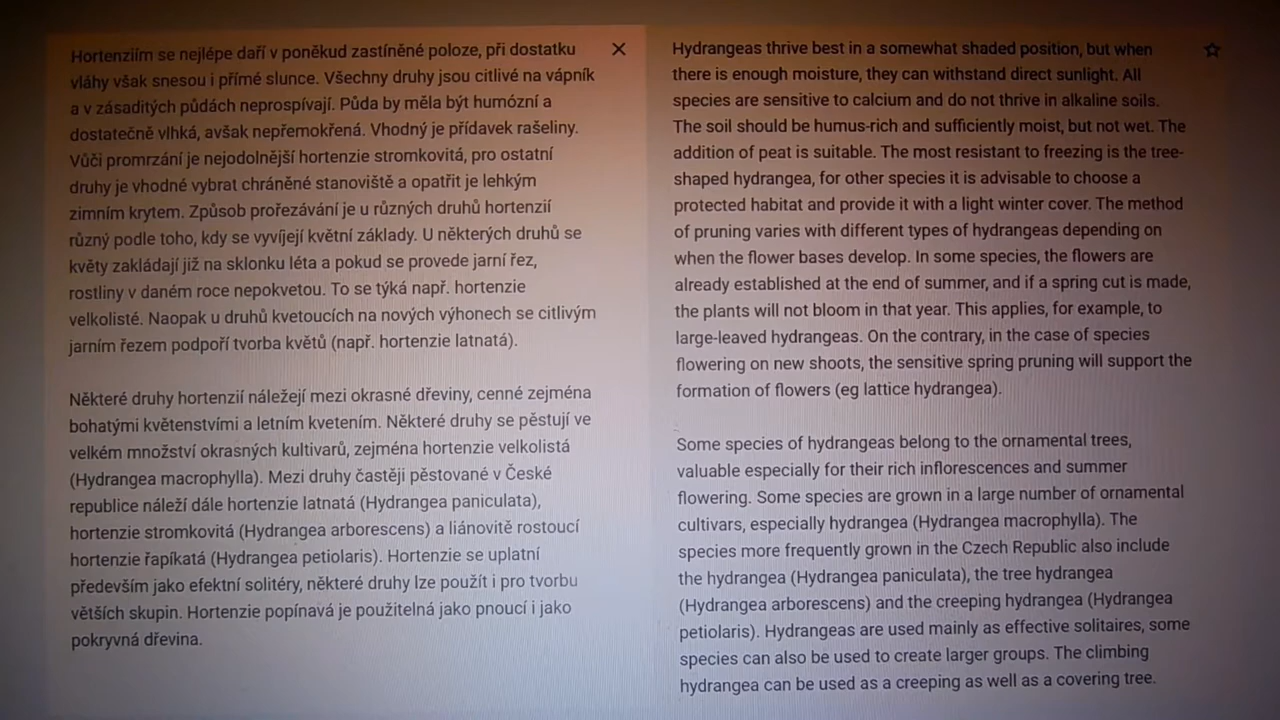 Hortenziím se nejlépe daří v poněkud zastíněné poloze, při dostatku
vláhy však snesou i přímé slunce. Všechny druhy jsou citlivé na vápník
a v zásaditých půdách neprospívají. Půda by měla být humózní a
dostatečně vlhká, avšak nepřemokřená. Vhodný je přídavek rašeliny.
Vůči promrzání je nejodolnější hortenzie stromkovitá, pro ostatní
druhy je vhodné vybrat chráněné stanoviště a opatřit je lehkým
zimním krytem. Způsob prořezávání je u různých druhů hortenzií
různý podle toho, kdy se vyvíjejí květní základy. U některých druhů se
květy zakládají již na sklonku léta a pokud se provede jarní řez,
rostliny v daném roce nepokvetou. To se týká např. hortenzie
velkolisté. Naopak u druhů kvetoucích na nových výhonech se citlivým
jarním řezem podpoří tvorba květů (např. hortenzie latnatá).
Některé druhy hortenzií náležejí mezi okrasné dřeviny, cenné zejména
bohatými květenstvími a letním kvetením. Některé druhy se pěstují ve
velkém množství okrasných kultivarů, zejména hortenzie velkolistá
(Hydrangea macrophylla). Mezi druhy častěji pěstované v České
republice náleží dále hortenzie latnatá (Hydrangea paniculata),
hortenzie stromkovitá (Hydrangea arborescens) a liánovitě rostoucí
hortenzie řapíkatá (Hydrangea petiolaris). Hortenzie se uplatní
především jako efektní solitéry, některé druhy lze použít i pro tvorbu
větších skupin. Hortenzie popínavá je použitelná jako pnoucí i jako
pokryvná dřevina.
Hydrangeas thrive best in a somewhat shaded position, but when
there is enough moisture, they can withstand direct sunlight. All
species are sensitive to calcium and do not thrive in alkaline soils.
The soil should be humus-rich and sufficiently moist, but not wet. The
addition of peat is suitable. The most resistant to freezing is the tree-
shaped hydrangea, for other species it is advisable to choose a
protected habitat and provide it with a light winter cover. The method
of pruning varies with different types of hydrangeas depending on
when the flower bases develop. In some species, the flowers are
already established at the end of summer, and if a spring cut is made,
the plants will not bloom in that year. This applies, for example, to
large-leaved hydrangeas. On the contrary, in the case of species
flowering on new shoots, the sensitive spring pruning will support the
formation of flowers (eg lattice hydrangea).
Some species of hydrangeas belong to the ornamental trees,
valuable especially for their rich inflorescences and summer
flowering. Some species are grown in a large number of ornamental
cultivars, especially hydrangea (Hydrangea macrophylla). The
species more frequently grown in the Czech Republic also include
the hydrangea (Hydrangea paniculata), the tree hydrangea
(Hydrangea arborescens) and the creeping hydrangea (Hydrangea
petiolaris). Hydrangeas are used mainly as effective solitaires, some
species can also be used to create larger groups. The climbing
hydrangea can be used as a creeping as well as a covering tree.